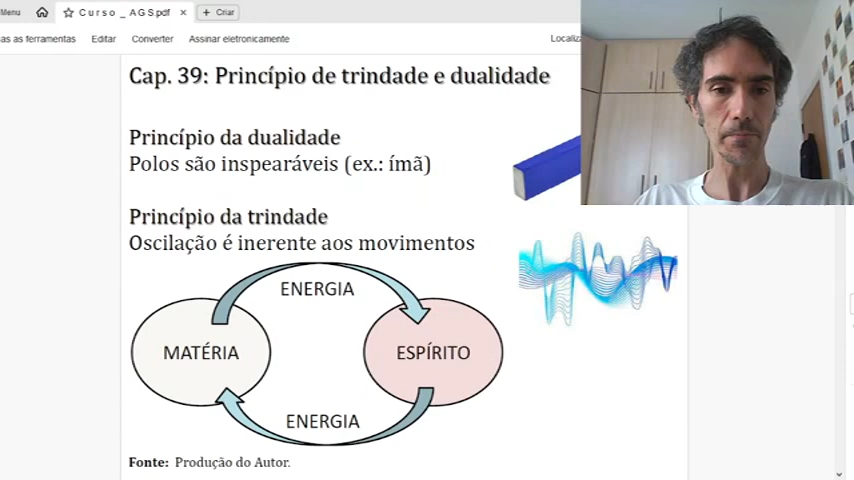 Menu
C u r s o _ A G S.pdf
+ Criar
as as ferramentas
Editar
Converter
Assinar eletronicamente
Cap. 39: Princípio de trindade e dualidade
Princípio da dualidade
Polos são inspearáveis (ex.: ímã)
Princípio da trindade
Oscilação é inerente aos movimentos
ENERGIA
MATÉRIA
ESPÍRITO
ENERGIA
Fonte: Produção do Autor.